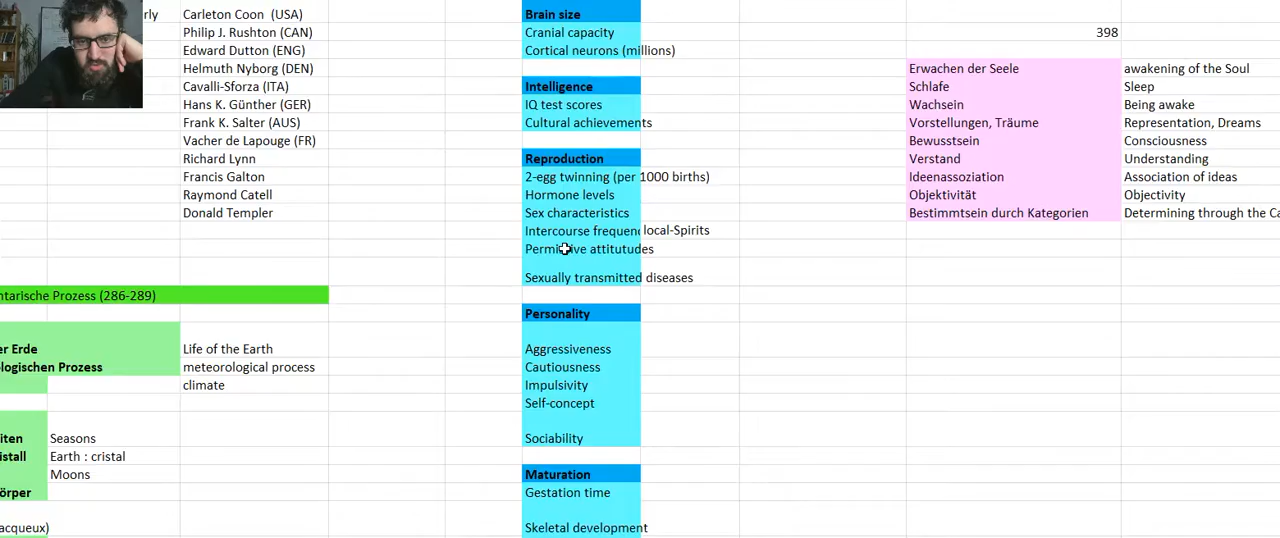 rly
Carleton Coon (USA)
Philip J. Rushton (CAN)
Edward Dutton (ENG)
Helmuth Nyborg (DEN)
Cavalli-Sforza (ITA)
Hans K. Günther (GER)
Frank K. Salter (AUS)
Vacher de Lapouge (FR)
Richard Lynn
Francis Galton
Raymond Catell
Donald Templer
ntarische Prozess (286-289)
er Erde
Life of the Earth
ologischen Prozess
meteorological process
climate
iten
Seasons
istall
Earth : cristal
Moons
örper
acqueux)
Brain size
Cranial capacity
Cortical neurons (millions)
Intelligence
IQ test scores
Cultural achievements
Reproduction
2-egg twinning (per 1000 births)
Hormone levels
Sex characteristics
Intercourse frequenc
local-Spirits
Permissive attitutudes
Sexually transmitted diseases
Personality
Aggressiveness
Cautiousness
Impulsivity
Self-concept
Sociability
Maturation
Gestation time
Skeletal development
398
Erwachen der Seele
awakening of the Soul
Schlafe
Sleep
Wachsein
Being awake
Vorstellungen, Träume
Representation, Dreams
Bewusstsein
Consciousness
Verstand
Understanding
Ideenassoziation
Association of ideas
Objektivität
Objectivity
Bestimmtsein durch Kategorien
Determining through the Ca